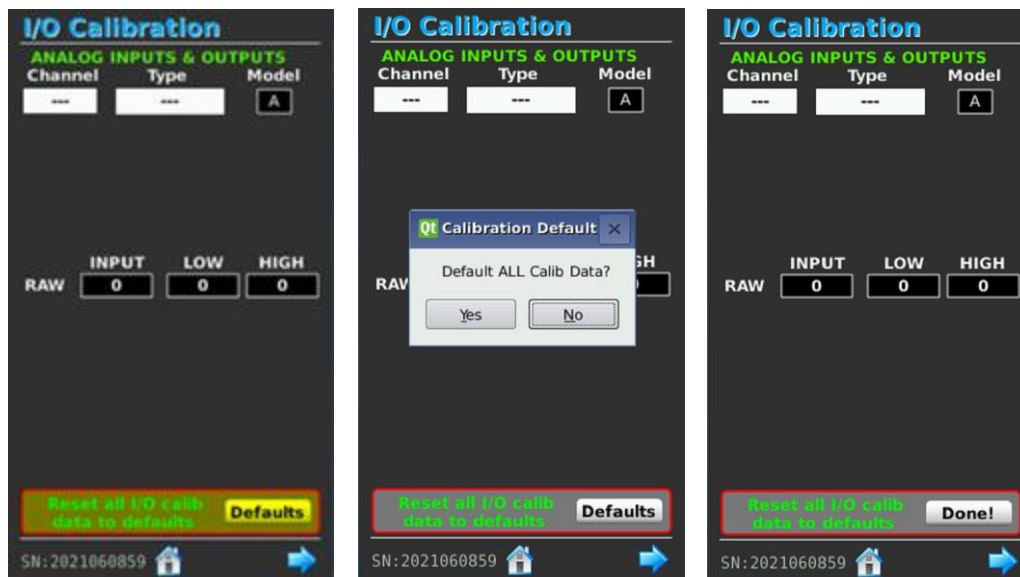 I/O Calibration
ANALOG INPUTS & OUTPUTS
Channel Type Model
--- --- A
INPUT LOW HIGH
RAW 0 0 0
Reset all I/O calib
data to defaults
Defaults
SN:2021060859
I/O Calibration
ANALOG INPUTS & OUTPUTS
Channel Type Model
--- --- A
Qt Calibration Default
Default ALL Calib Data?
Yes No
Reset all I/O calib
data to defaults
Defaults
SN:2021060859
I/O Calibration
ANALOG INPUTS & OUTPUTS
Channel Type Model
--- --- A
INPUT LOW HIGH
RAW 0 0 0
Reset all I/O calib
data to defaults
Done!
SN:2021060859